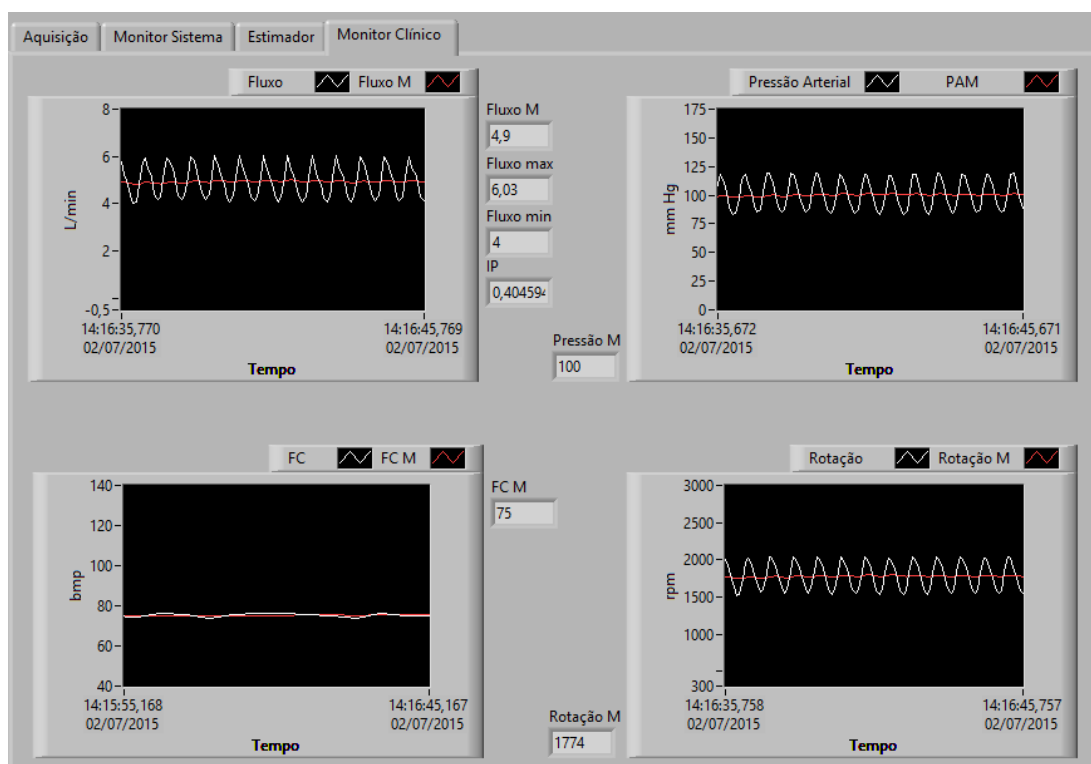 Aquisição Monitor Sistema Estimador Monitor Clínico
Fluxo Fluxo M
8
6
4
2
-0,5
L/min
14:16:35,770
02/07/2015
14:16:45,769
02/07/2015
Tempo
Fluxo M
4,9
Fluxo max
6,03
Fluxo min
4
IP
0,404594
Pressão Arterial PAM
175
150
125
100
75
50
25
0
mm Hg
14:16:35,672
02/07/2015
14:16:45,671
02/07/2015
Tempo
Pressão M
100
FC FC M
140
120
100
80
60
40
bmp
14:15:55,168
02/07/2015
14:16:45,167
02/07/2015
Tempo
FC M
75
Rotação Rotação M
3000
2500
2000
1500
1000
300
rpm
14:16:35,758
02/07/2015
14:16:45,757
02/07/2015
Tempo
Rotação M
1774